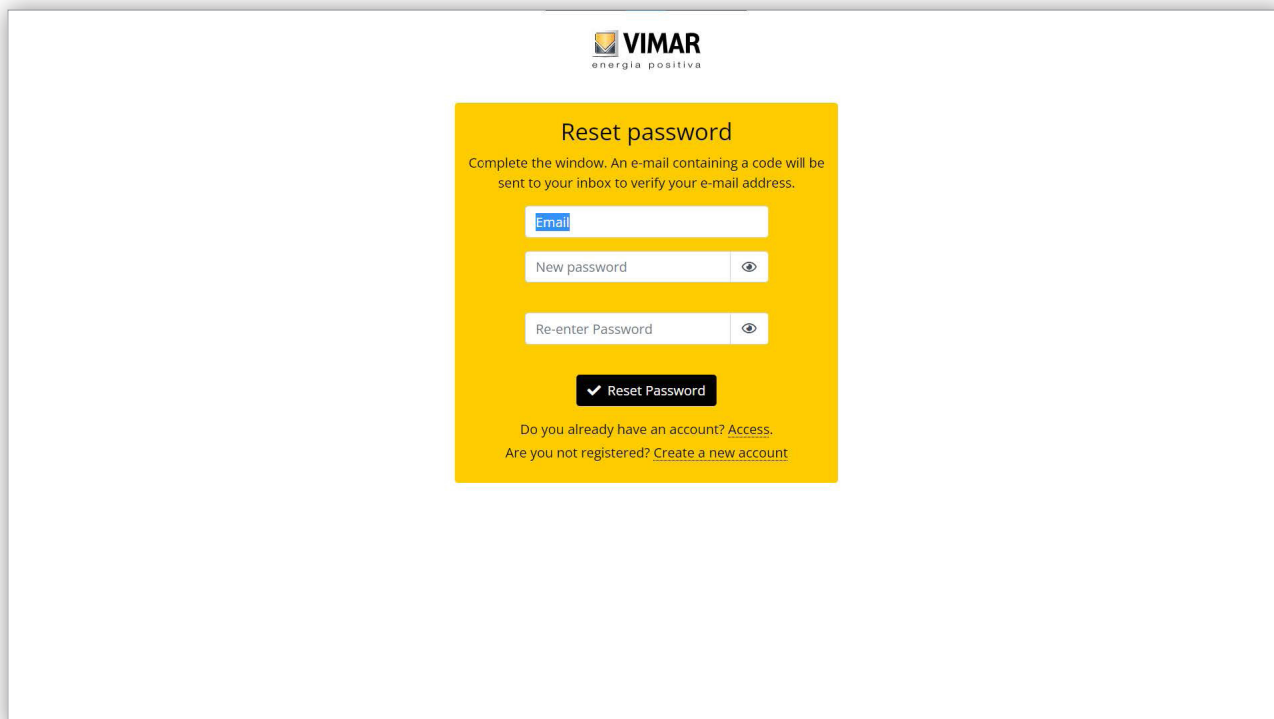 VIMAR
energia positiva
Reset password
Complete the window. An e-mail containing a code will be
sent to your inbox to verify your e-mail address.
Email
New password
Re-enter Password
Reset Password
Do you already have an account? Access.
Are you not registered? Create a new account